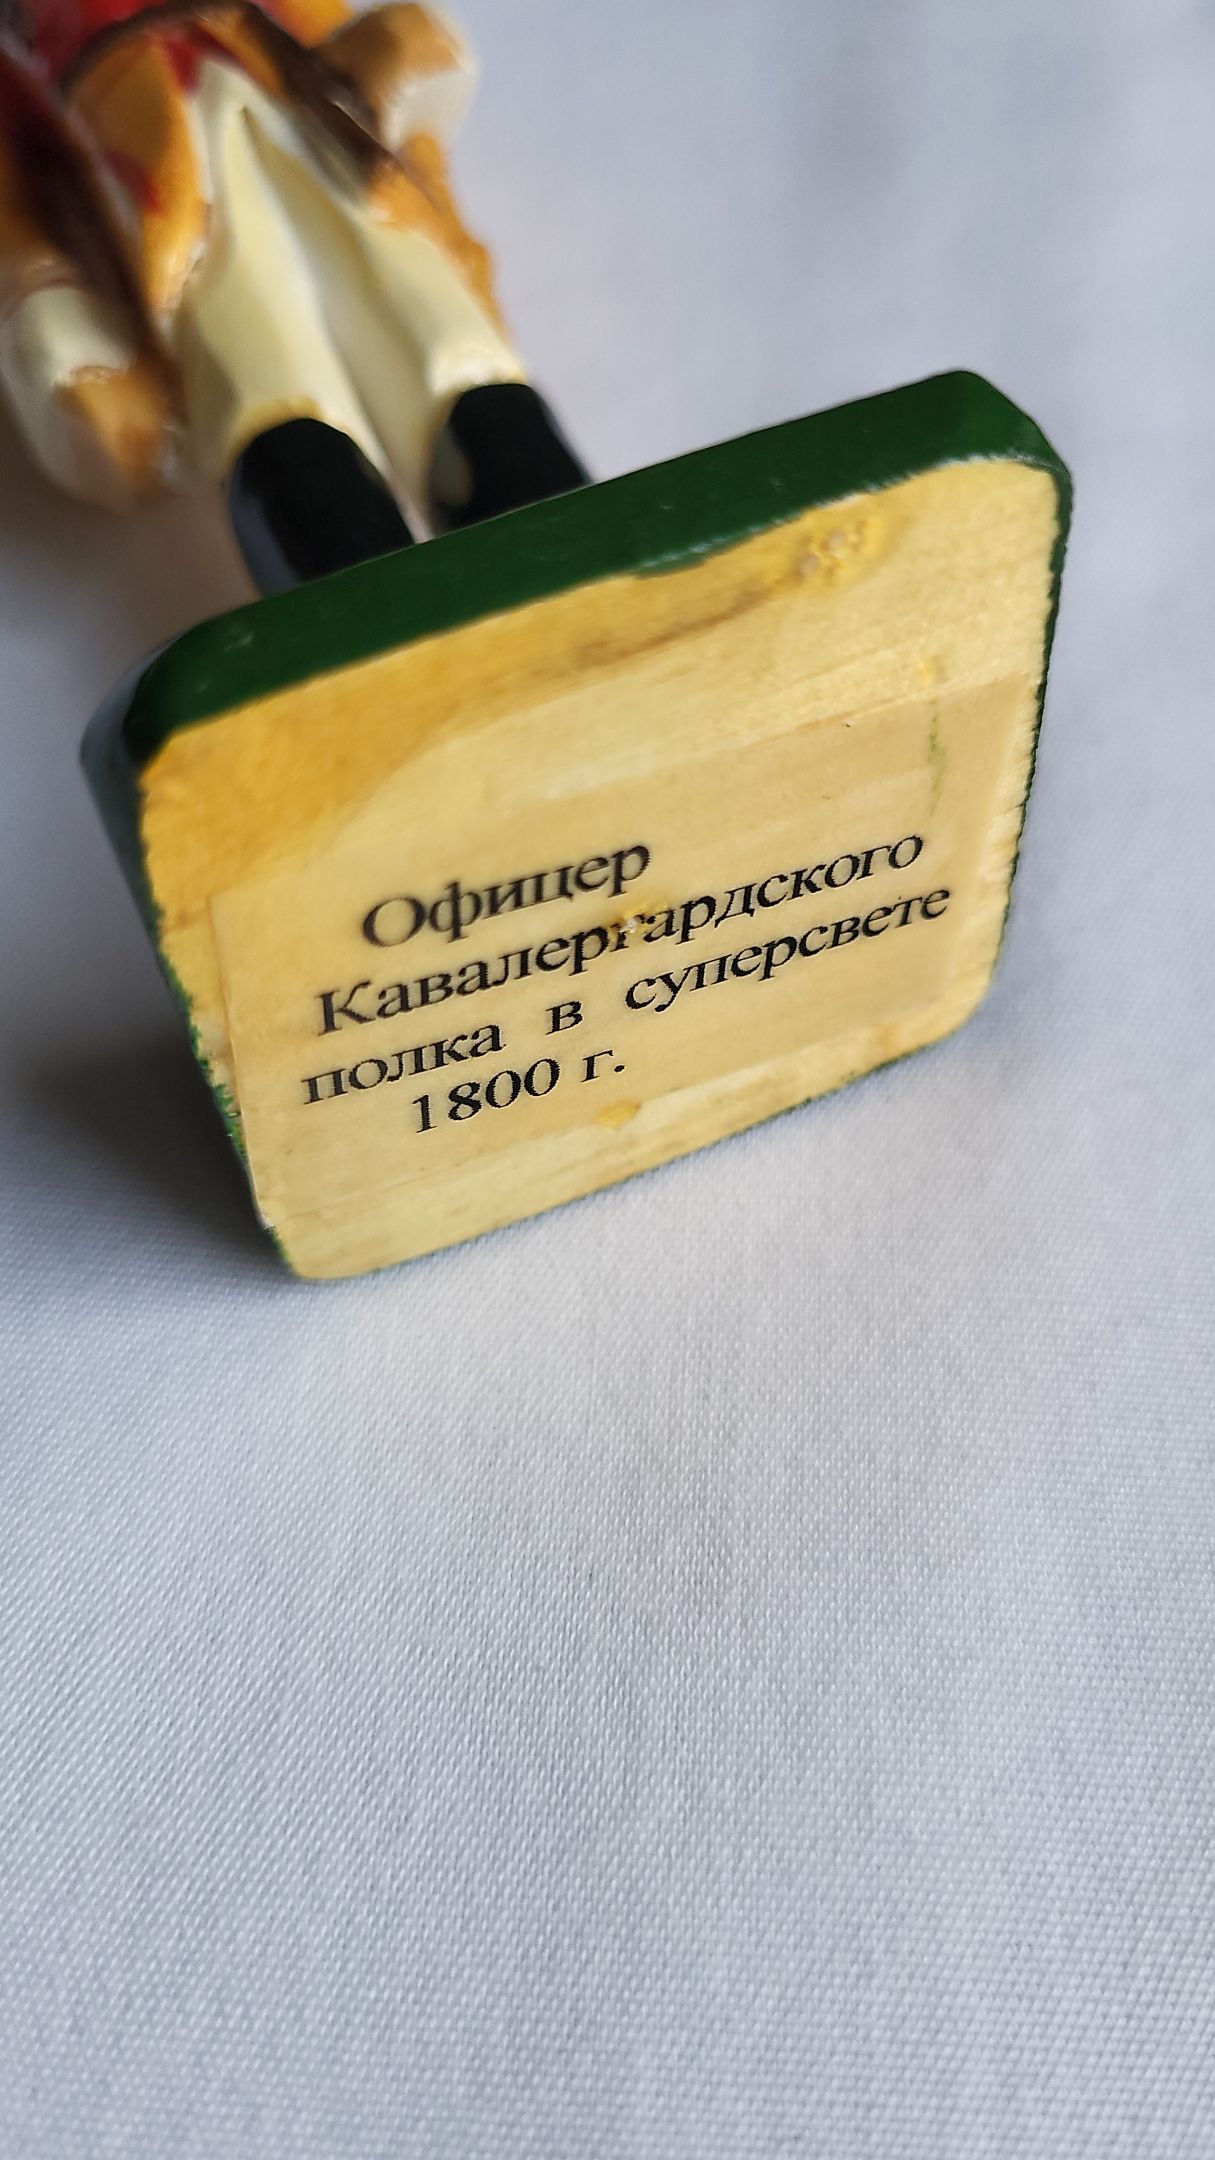 Офицер
Кавалергардского
полка в суперсвете
1800 г.